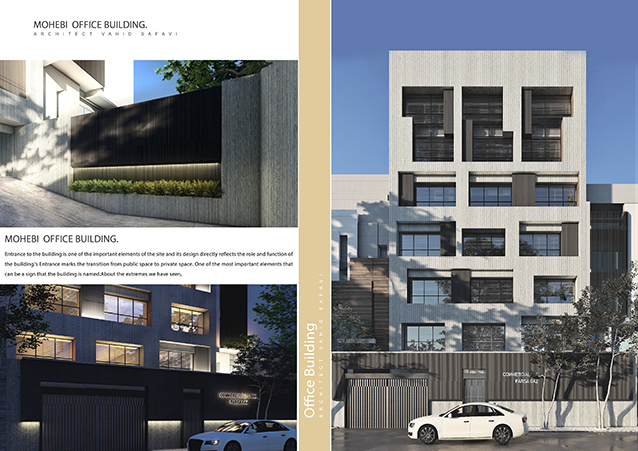 MOHEBI OFFICE BUILDING.
ARCHITECT VAHID SAFAVI
MOHEBI OFFICE BUILDING.
Entrance to the building is one of the important elements of the site and its design directly reflects the role and function of
the building's Entrance marks the transition from public space to private space. One of the most important elements that
can be a sign that the building is named.About the extremes we have seen,
Office Building
ARCHITECT VAHID SAFAVI
COMMERCIAL
PARSA GAZ